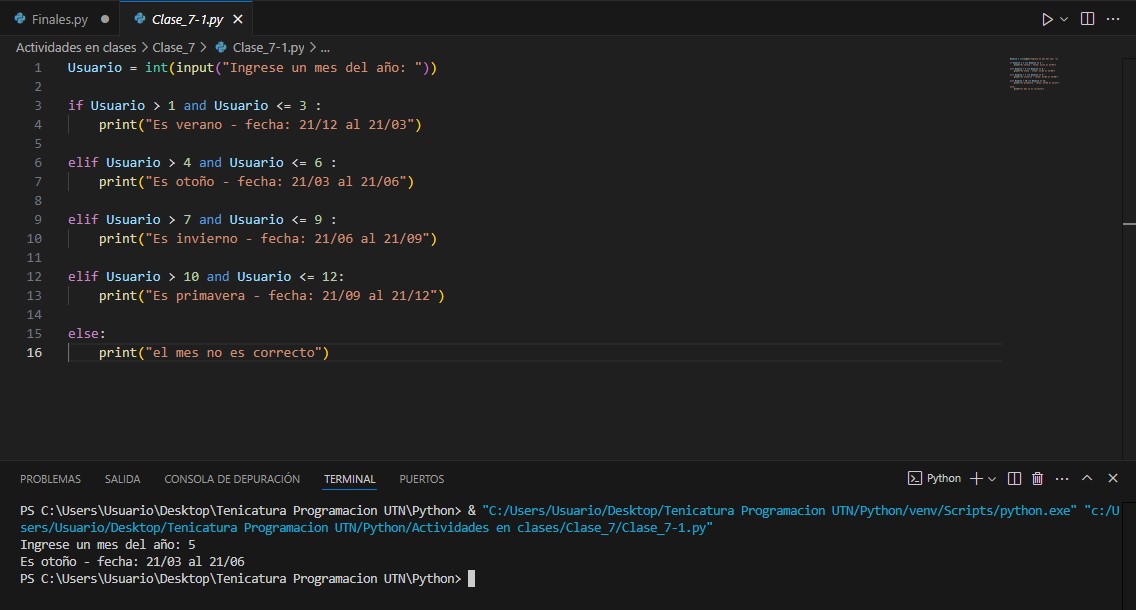 Finales.py
Clase_7-1.py
Actividades en clases > Clase_7 > Clase_7-1.py > ...
1 Usuario = int(input("Ingrese un mes del año: "))
2
3 if Usuario > 1 and Usuario <= 3 :
4     print("Es verano - fecha: 21/12 al 21/03")
5
6 elif Usuario > 4 and Usuario <= 6 :
7     print("Es otoño - fecha: 21/03 al 21/06")
8
9 elif Usuario > 7 and Usuario <= 9 :
10     print("Es invierno - fecha: 21/06 al 21/09")
11
12 elif Usuario > 10 and Usuario <= 12:
13     print("Es primavera - fecha: 21/09 al 21/12")
14
15 else:
16     print("el mes no es correcto")
PROBLEMAS SALIDA CONSOLA DE DEPURACIÓN TERMINAL PUERTOS Python
PS C:\Users\Usuario\Desktop\Tenicatura Programacion UTN\Python> & "C:/Users/Usuario/Desktop/Tenicatura Programacion UTN/Python/venv/Scripts/python.exe" "c:/U
sers/Usuario/Desktop/Tenicatura Programacion UTN/Python/Actividades en clases/Clase_7/Clase_7-1.py"
Ingrese un mes del año: 5
Es otoño - fecha: 21/03 al 21/06
PS C:\Users\Usuario\Desktop\Tenicatura Programacion UTN\Python>